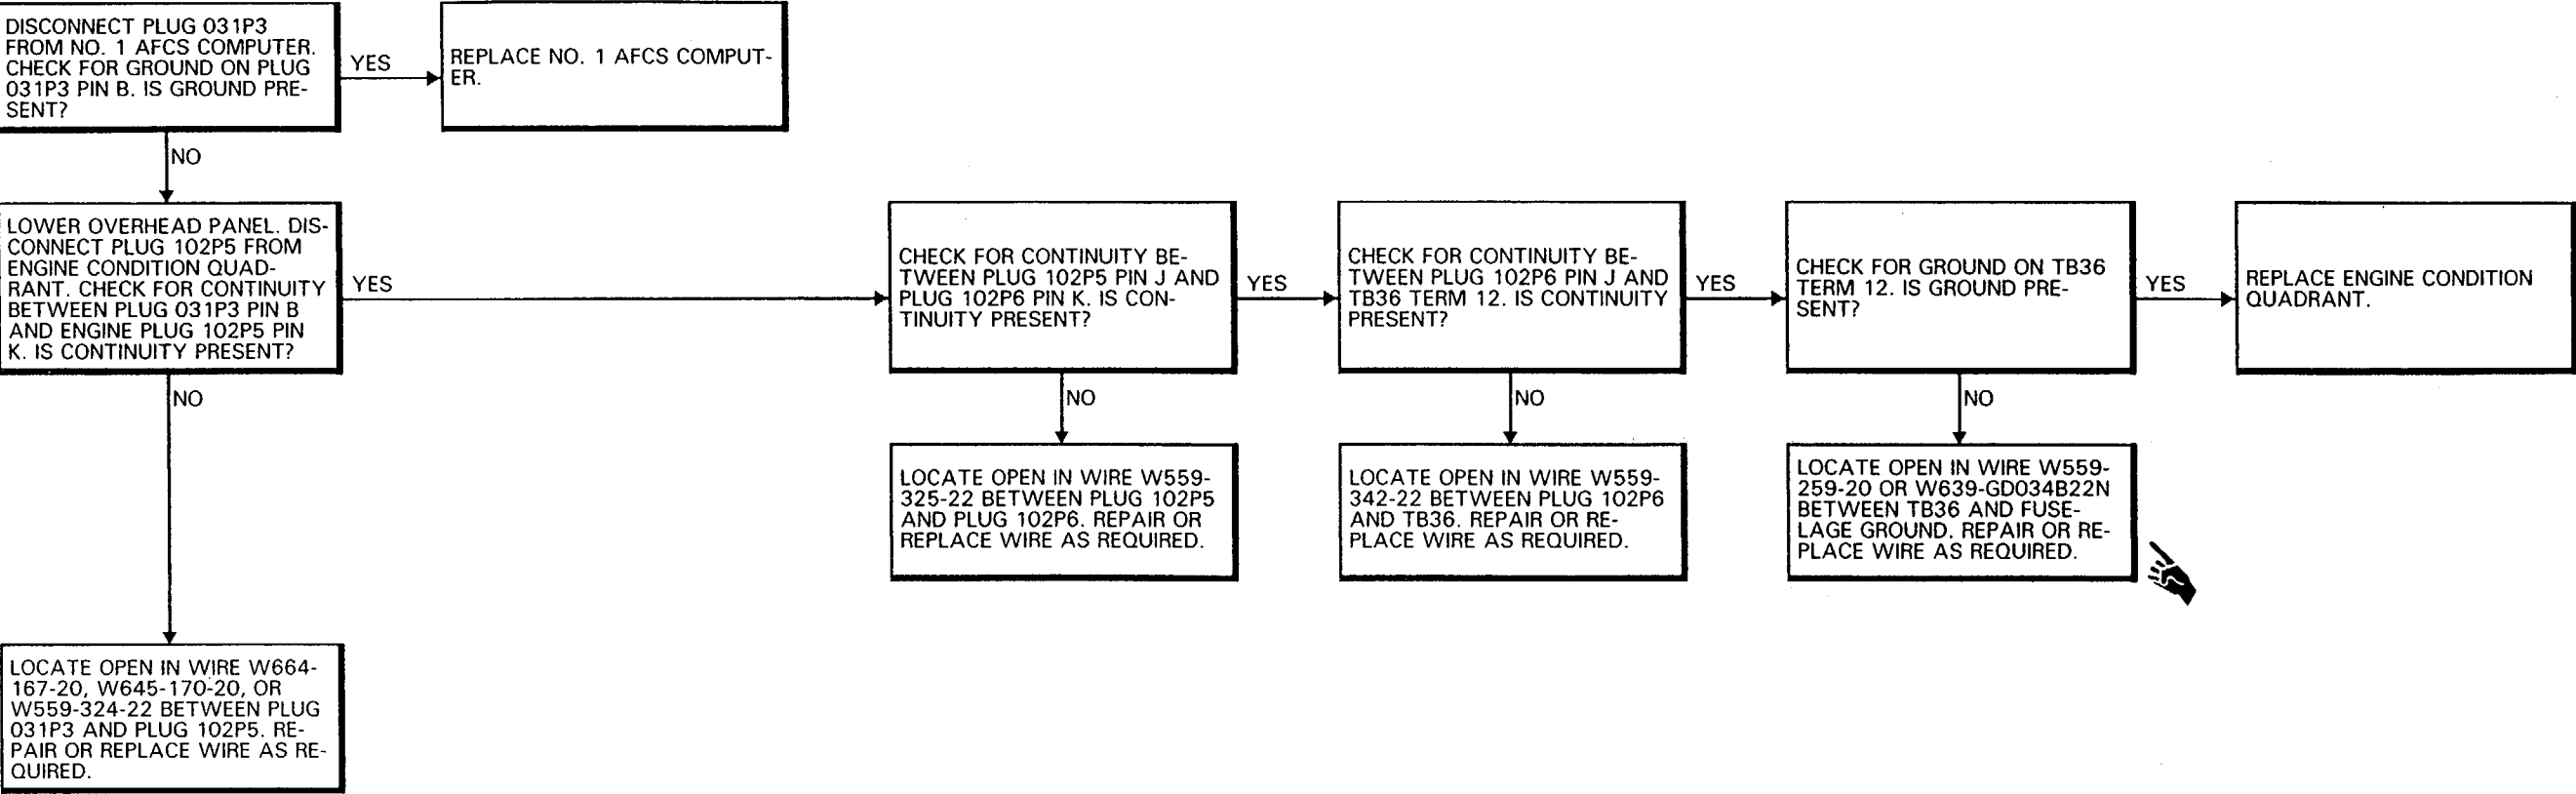 DISCONNECT PLUG 031P3
FROM NO. 1 AFCS COMPUTER.
CHECK FOR GROUND ON PLUG
031P3 PIN B. IS GROUND PRE-
SENT?
YES
REPLACE NO. 1 AFCS COMPUT-
ER.
NO
LOWER OVERHEAD PANEL. DIS-
CONNECT PLUG 102P5 FROM
ENGINE CONDITION QUAD-
RANT. CHECK FOR CONTINUITY
BETWEEN PLUG 031P3 PIN B
AND ENGINE PLUG 102P5 PIN
K. IS CONTINUITY PRESENT?
YES
CHECK FOR CONTINUITY BE-
TWEEN PLUG 102P5 PIN J AND
PLUG 102P6 PIN K. IS CON-
TINUITY PRESENT?
YES
CHECK FOR CONTINUITY BE-
TWEEN PLUG 102P6 PIN J AND
TB36 TERM 12. IS CONTINUITY
PRESENT?
YES
CHECK FOR GROUND ON TB36
TERM 12. IS GROUND PRE-
SENT?
YES
REPLACE ENGINE CONDITION
QUADRANT.
NO
NO
NO
NO
LOCATE OPEN IN WIRE W559-
325-22 BETWEEN PLUG 102P5
AND PLUG 102P6. REPAIR OR
REPLACE WIRE AS REQUIRED.
LOCATE OPEN IN WIRE W559-
342-22 BETWEEN PLUG 102P6
AND TB36. REPAIR OR RE-
PLACE WIRE AS REQUIRED.
LOCATE OPEN IN WIRE W559-
259-20 OR W639-GD034B22N
BETWEEN TB36 AND FUSE-
LAGE GROUND. REPAIR OR RE-
PLACE WIRE AS REQUIRED.
LOCATE OPEN IN WIRE W664-
167-20, W645-170-20, OR
W559-324-22 BETWEEN PLUG
031P3 AND PLUG 102P5. RE-
PAIR OR REPLACE WIRE AS RE-
QUIRED.